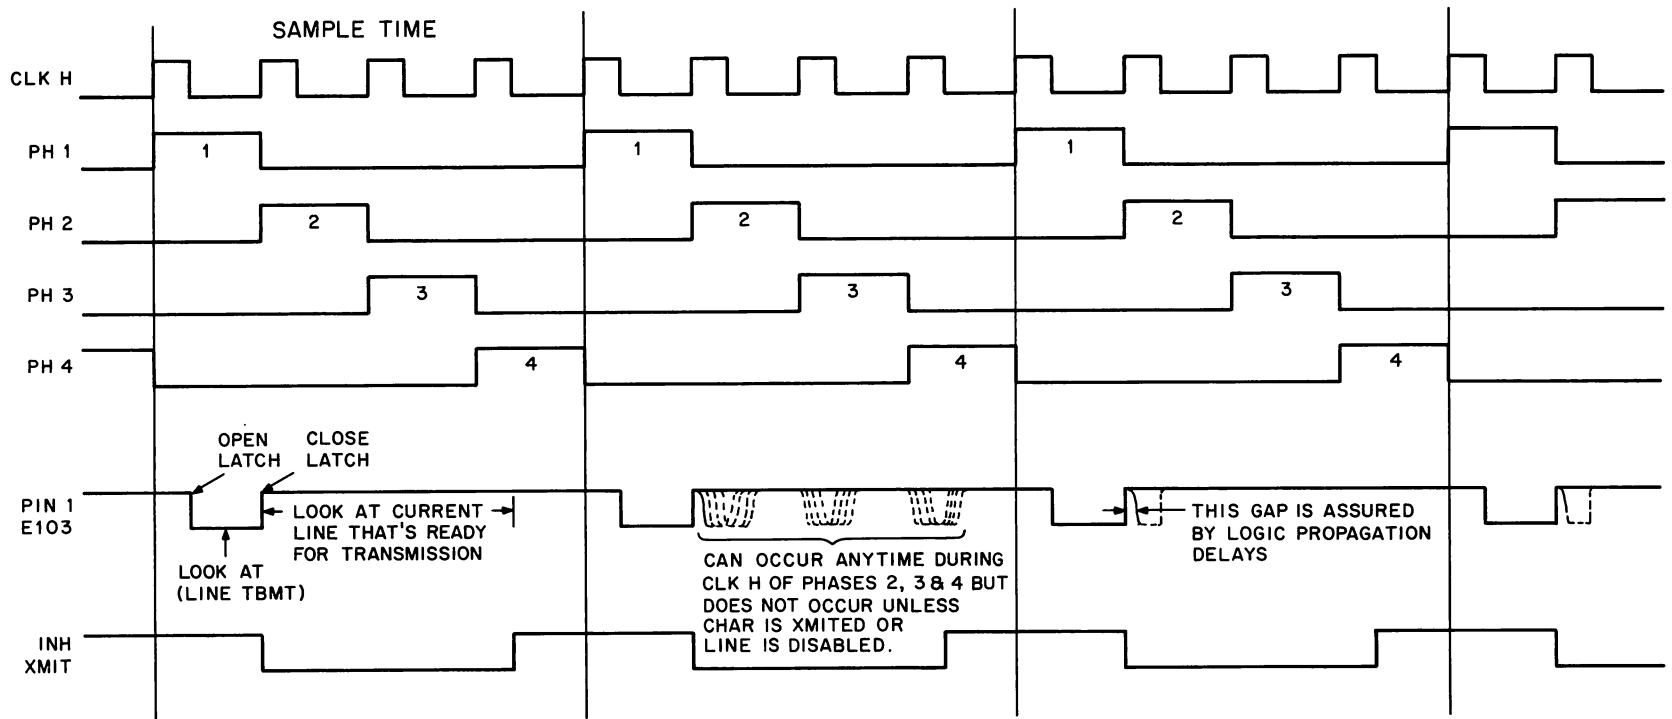 SAMPLE TIME
CLK H
PH 1
1
1
1
PH 2
2
2
2
PH 3
3
3
3
PH 4
4
4
4
OPEN
LATCH
CLOSE
LATCH
PIN 1
E103
LOOK AT CURRENT
LINE THAT'S READY
FOR TRANSMISSION
LOOK AT
(LINE TBMT)
CAN OCCUR ANYTIME DURING
CLK H OF PHASES 2, 3 & 4 BUT
DOES NOT OCCUR UNLESS
CHAR IS XMITED OR
LINE IS DISABLED.
THIS GAP IS ASSURED
BY LOGIC PROPAGATION
DELAYS
INH
XMIT